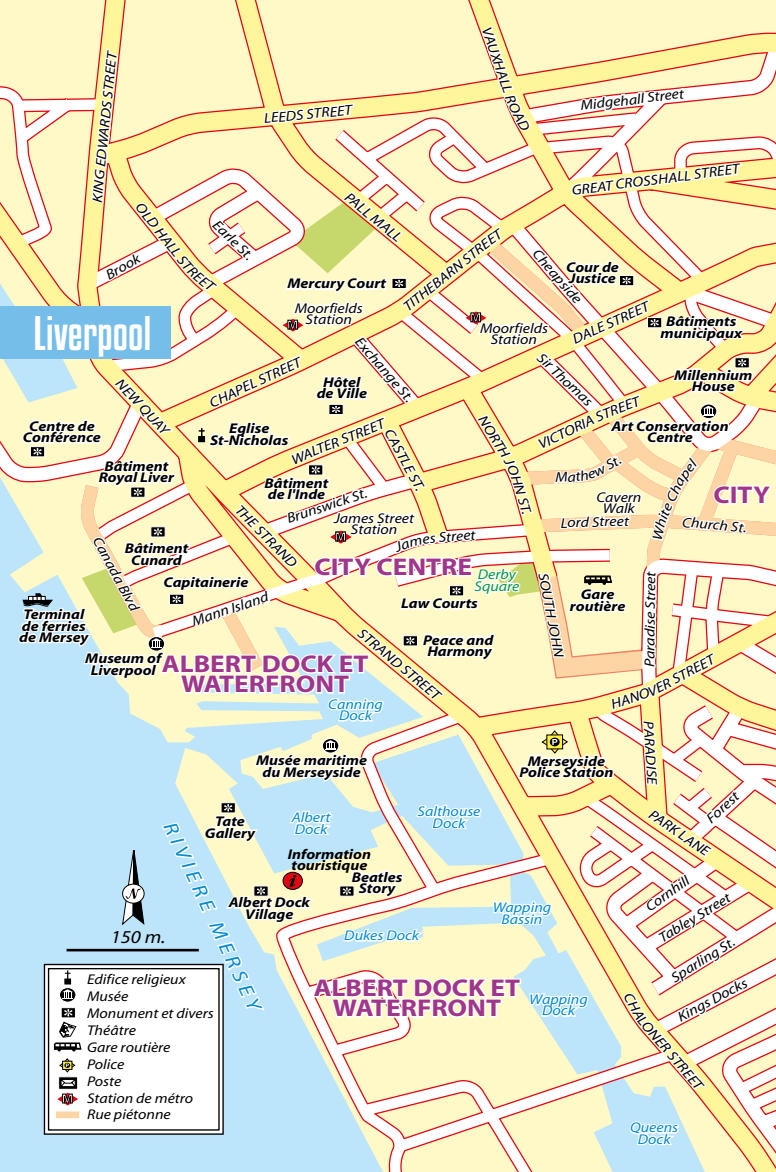 VAUXHALL ROAD
KING EDWARDS STREET
LEEDS STREET
Midgehall Street
GREAT CROSSHALL STREET
OLD HALL STREET
PALL MALL
Earle St.
Brook
TITHEBARN STREET
Cheapside
Cour de
Justice
Mercury Court
Moorfields
Station
Moorfields
Station
DALE STREET
Bâtiments
municipaux
Liverpool
Exchange St.
Sir Thomas
Millennium
House
NEW QUAY
CHAPEL STREET
Hôtel
de Ville
VICTORIA STREET
Art Conservation
Centre
Centre de
Conférence
Eglise
St-Nicholas
WALTER STREET
CASTLE ST.
NORTH JOHN ST.
Bâtiment
Royal Liver
Bâtiment
de l'Inde
Mathew St.
White Chapel
CITY
Brunswick St.
Cavern
Walk
THE STRAND
James Street
Station
James Street
Lord Street
Church St.
Canada Blvd
Bâtiment
Cunard
CITY CENTRE
Derby
Square
SOUTH JOHN
Gare
routière
Paradise Street
Capitainerie
Mann Island
Law Courts
Terminal
de ferries
de Mersey
Peace and
Harmony
STRAND STREET
Museum of
Liverpool
ALBERT DOCK ET
WATERFRONT
HANOVER STREET
Canning
Dock
PARADISE
Musée maritime
du Merseyside
Merseyside
Police Station
Tate
Gallery
Albert
Dock
Salthouse
Dock
Forest
PARK LANE
RIVIERE MERSEY
Information
touristique
i
Beatles
Story
Albert Dock
Village
Cornhill
Tabley Street
Sparling St.
Kings Docks
Wapping
Bassin
Dukes Dock
N
150 m.
ALBERT DOCK ET
WATERFRONT
Wapping
Dock
CHALONER STREET
Queens
Dock
Edifice religieux
Musée
Monument et divers
Théâtre
Gare routière
P Police
Poste
M Station de métro
Rue piétonne